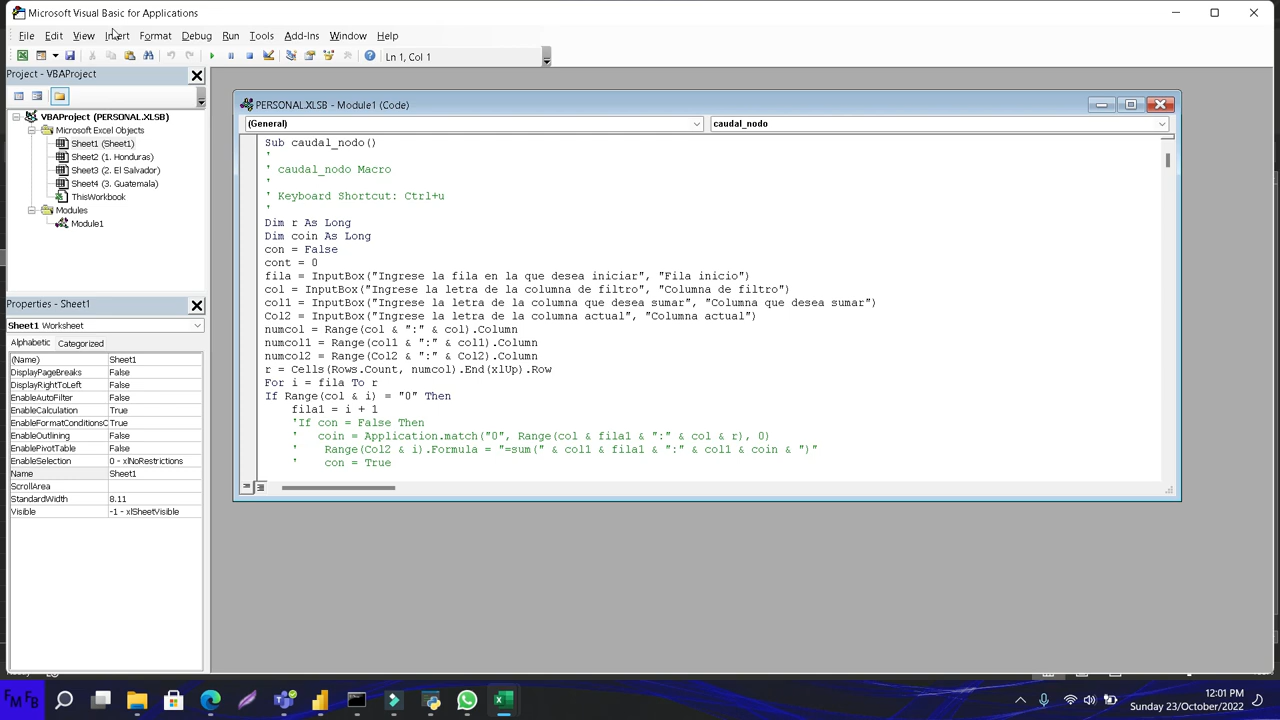 Microsoft Visual Basic for Applications
File Edit View Insert Format Debug Run Tools Add-Ins Window Help
Ln 1, Col 1
Project - VBAProject
VBAProject (PERSONAL.XLSB)
Microsoft Excel Objects
Sheet1 (Sheet1)
Sheet2 (1. Honduras)
Sheet3 (2. El Salvador)
Sheet4 (3. Guatemala)
ThisWorkbook
Modules
Module1
Properties - Sheet1
Sheet1 Worksheet
Alphabetic Categorized
(Name) Sheet1
DisplayPageBreaks False
DisplayRightToLeft False
EnableAutoFilter False
EnableCalculation True
EnableFormatConditionsC True
EnableOutlining False
EnablePivotTable False
EnableSelection 0 - xlNoRestrictions
Name Sheet1
ScrollArea
StandardWidth 8.11
Visible -1 - xlSheetVisible
PERSONAL.XLSB - Module1 (Code)
(General) caudal_nodo
Sub caudal_nodo()
'
' caudal_nodo Macro
'
' Keyboard Shortcut: Ctrl+u
'
Dim r As Long
Dim coin As Long
con = False
cont = 0
fila = InputBox("Ingrese la fila en la que desea iniciar", "Fila inicio")
col = InputBox("Ingrese la letra de la columna de filtro", "Columna de filtro")
col1 = InputBox("Ingrese la letra de la columna que desea sumar", "Columna que desea sumar")
Col2 = InputBox("Ingrese la letra de la columna actual", "Columna actual")
numcol = Range(col & ":" & col).Column
numcol1 = Range(col1 & ":" & col1).Column
numcol2 = Range(Col2 & ":" & Col2).Column
r = Cells(Rows.Count, numcol).End(xlUp).Row
For i = fila To r
If Range(col & i) = "0" Then
fila1 = i + 1
'If con = False Then
' coin = Application.match("0", Range(col & fila1 & ":" & col & r), 0)
' Range(Col2 & i).Formula = "=sum(" & col1 & fila1 & ":" & col1 & coin & ")"
' con = True
FM FB
12:01 PM
Sunday 23/October/2022